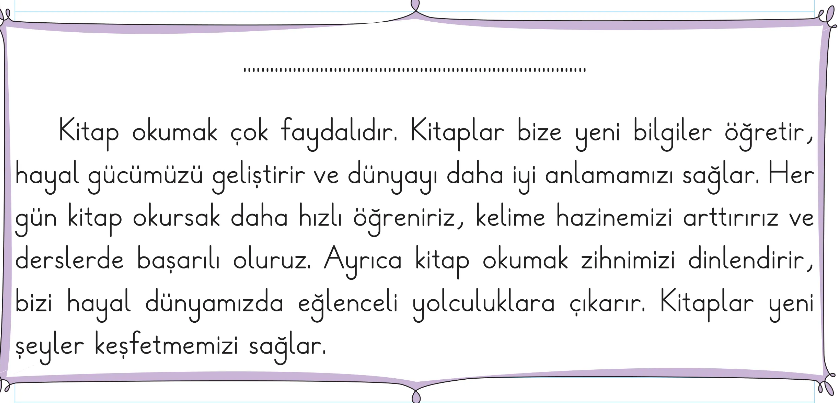 ............................................................................
Kitap okumak çok faydalıdır. Kitaplar bize yeni bilgiler öğretir,
hayal gücümüzü geliştirir ve dünyayı daha iyi anlamamızı sağlar. Her
gün kitap okursak daha hızlı öğreniriz, kelime hazinemizi arttırırız ve
derslerde başarılı oluruz. Ayrıca kitap okumak zihnimizi dinlendirir,
bizi hayal dünyamızda eğlenceli yolculuklara çıkarır. Kitaplar yeni
şeyler keşfetmemizi sağlar.